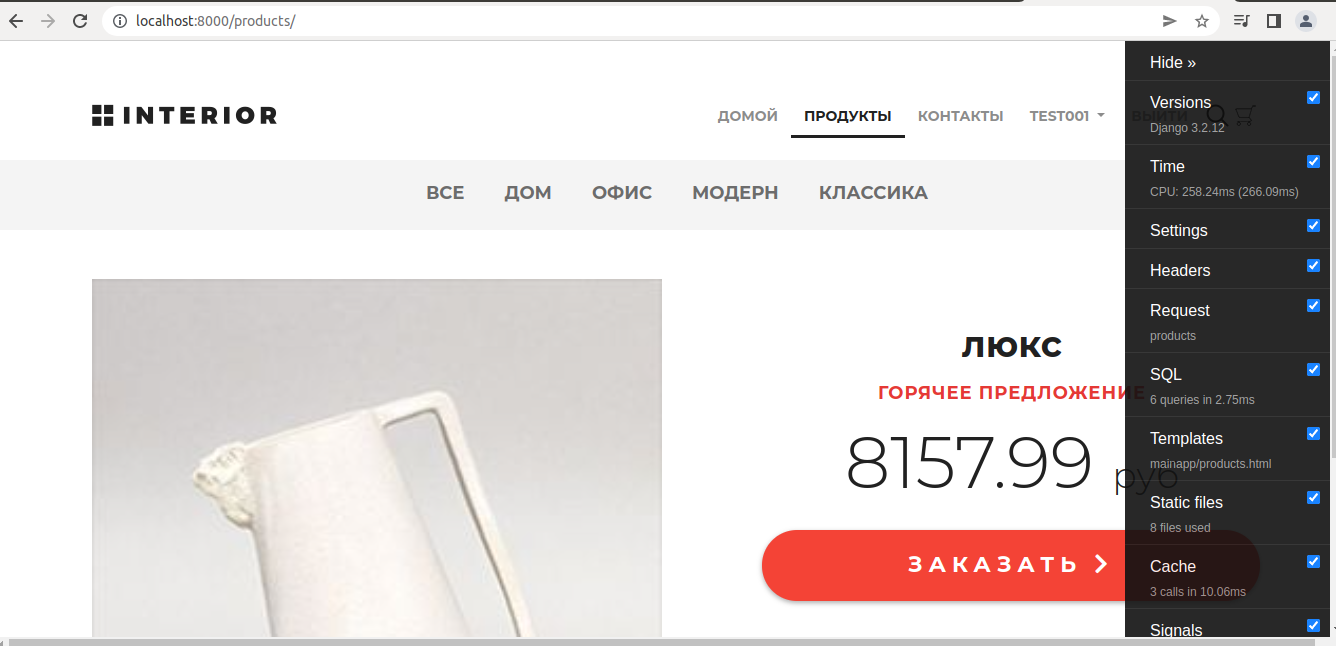 localhost:8000/products/
INTERIOR
ДОМОЙ ПРОДУКТЫ КОНТАКТЫ TEST001 ВЫЙТИ
ВСЕ ДОМ ОФИС МОДЕРН КЛАССИКА
люкс
ГОРЯЧЕЕ ПРЕДЛОЖЕНИЕ
8157.99 руб
ЗАКАЗАТЬ
Hide »
Versions
Django 3.2.12
Time
CPU: 258.24ms (266.09ms)
Settings
Headers
Request
products
SQL
6 queries in 2.75ms
Templates
mainapp/products.html
Static files
8 files used
Cache
3 calls in 10.06ms
Signals